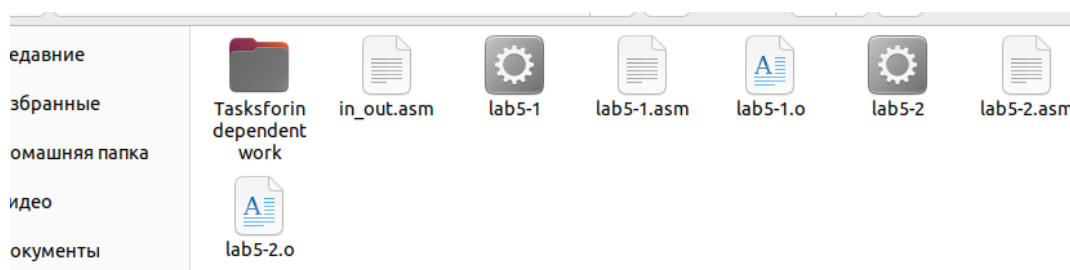 едавние
збранные
омашняя папка
идео
окументы
Tasksforin
dependent
work
in_out.asm
lab5-1
lab5-1.asm
lab5-1.o
lab5-2
lab5-2.asm
lab5-2.o